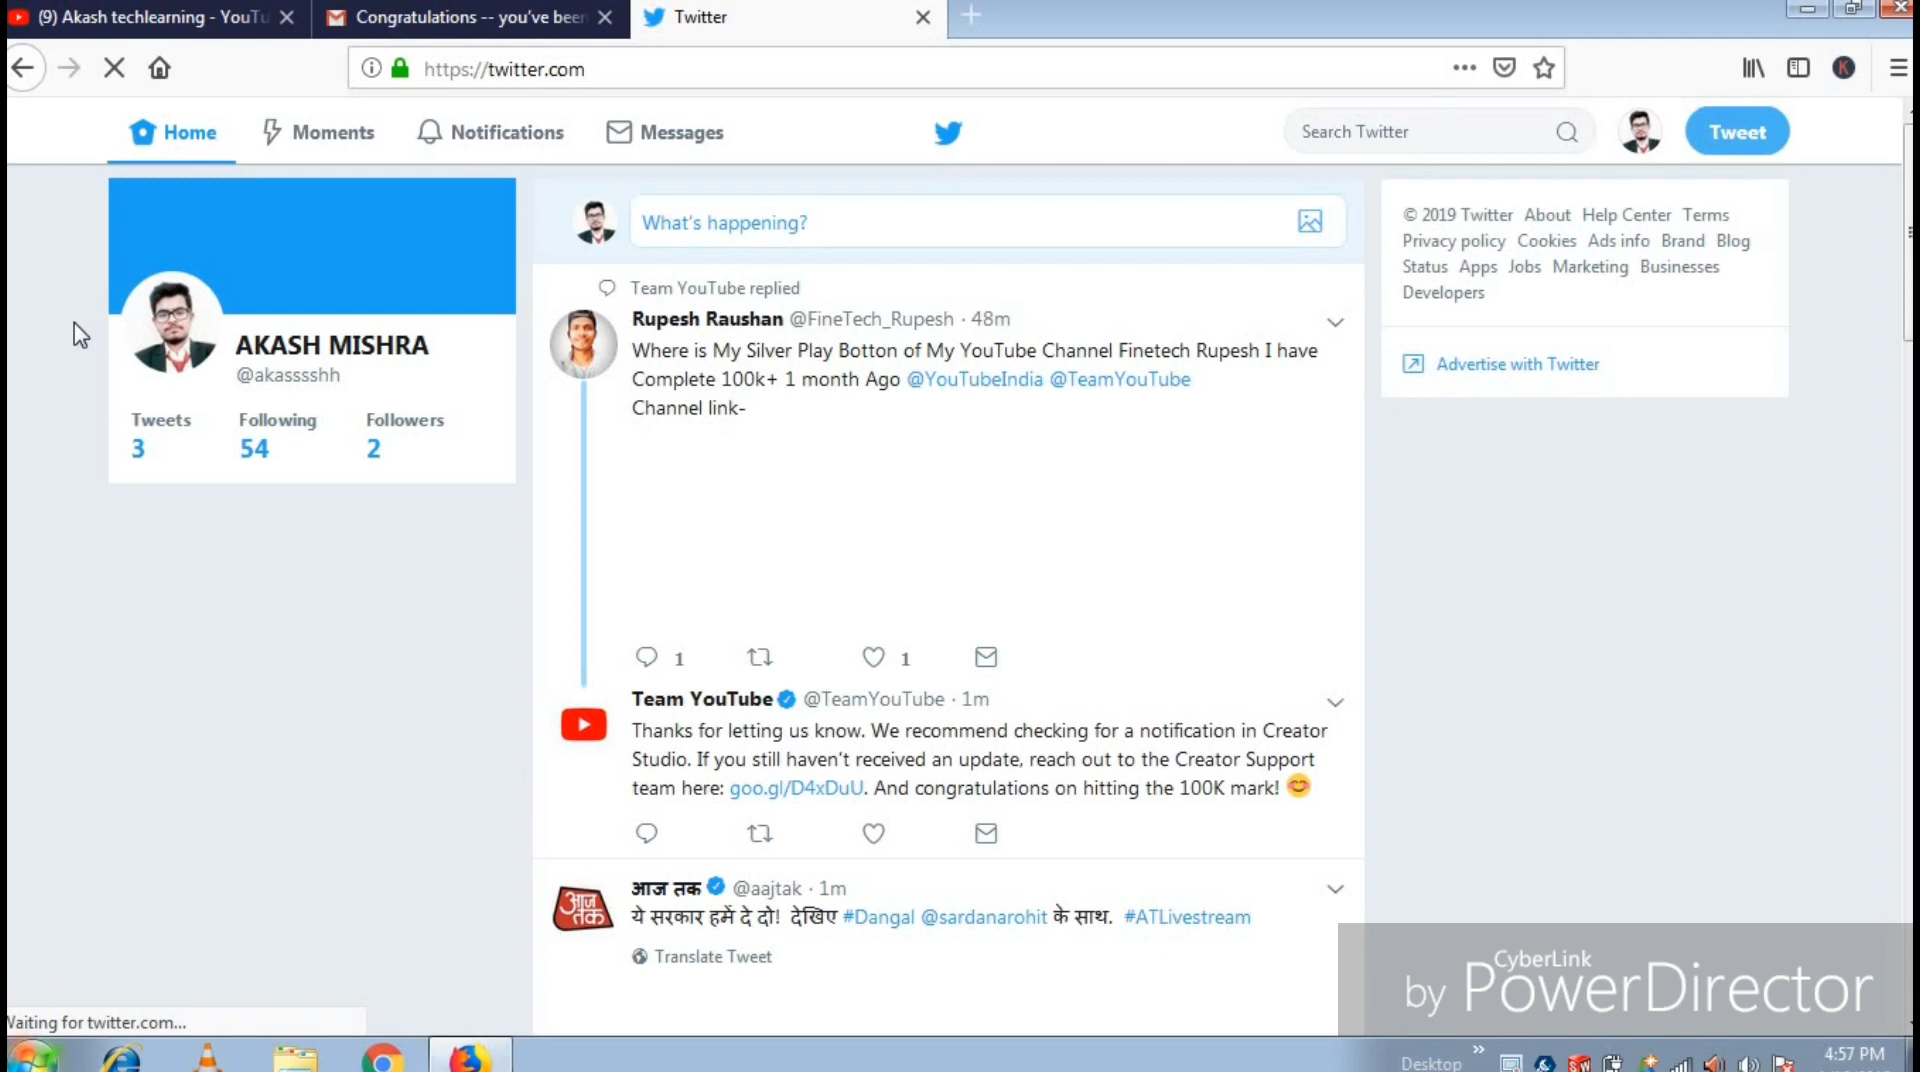 (9) Akash techlearning - YouTu
Congratulations -- you've been
Twitter
https://twitter.com
Home
Moments
Notifications
Messages
Search Twitter
Tweet
What's happening?
AKASH MISHRA
@akasssshh
Tweets
Following
Followers
3
54
2
Team YouTube replied
Rupesh Raushan @FineTech_Rupesh · 48m
Where is My Silver Play Botton of My YouTube Channel Finetech Rupesh I have
Complete 100k+ 1 month Ago @YouTubeIndia @TeamYouTube
Channel link-
1
1
Team YouTube @TeamYouTube · 1m
Thanks for letting us know. We recommend checking for a notification in Creator
Studio. If you still haven't received an update, reach out to the Creator Support
team here: goo.gl/D4xDuU. And congratulations on hitting the 100K mark! 😊
आज तक @aajtak · 1m
ये सरकार हमें दे दो! देखिए #Dangal @sardanarohit के साथ. #ATLivestream
Translate Tweet
आज
तक
© 2019 Twitter About Help Center Terms
Privacy policy Cookies Ads info Brand Blog
Status Apps Jobs Marketing Businesses
Developers
Advertise with Twitter
CyberLink
by PowerDirector
Waiting for twitter.com...
Desktop
4:57 PM